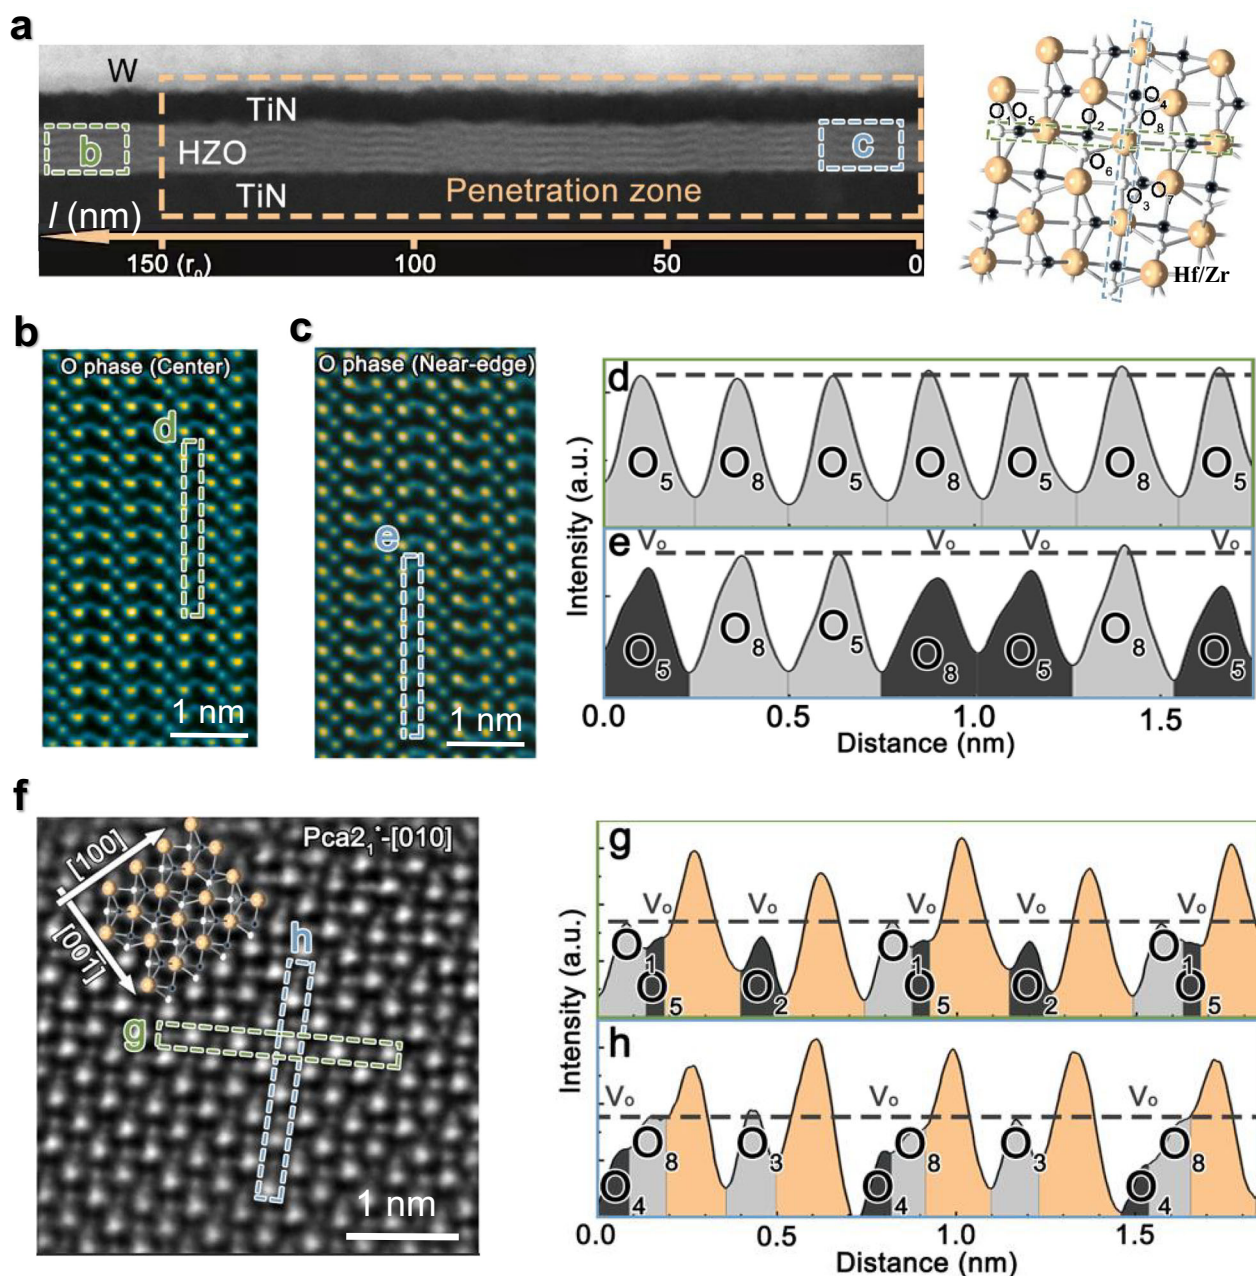 a
W
TiN
b
HZO
c
TiN
Penetration zone
l (nm)
150 (r₀)
100
50
0
O₁ O₅
O₂
O₄
O₈
O₆
O₃
O₇
Hf/Zr
b
O phase (Center)
d
1 nm
c
O phase (Near-edge)
e
1 nm
d
O₅
O₈
O₅
O₈
O₅
O₈
O₅
Intensity (a.u.)
e
Vₒ
Vₒ
Vₒ
Vₒ
O₅
O₈
O₅
O₈
O₅
O₈
O₅
0.0
0.5
1.0
1.5
Distance (nm)
f
Pca2₁*-[010]
[100]
[001]
h
g
1 nm
g
Vₒ
Vₒ
Vₒ
Vₒ
Vₒ
O₁
O₅
O₂
O₁
O₅
O₂
O₁
O₅
Intensity (a.u.)
h
Vₒ
Vₒ
Vₒ
O₄
O₈
O₃
O₄
O₈
O₃
O₄
O₈
0.0
0.5
1.0
1.5
Distance (nm)